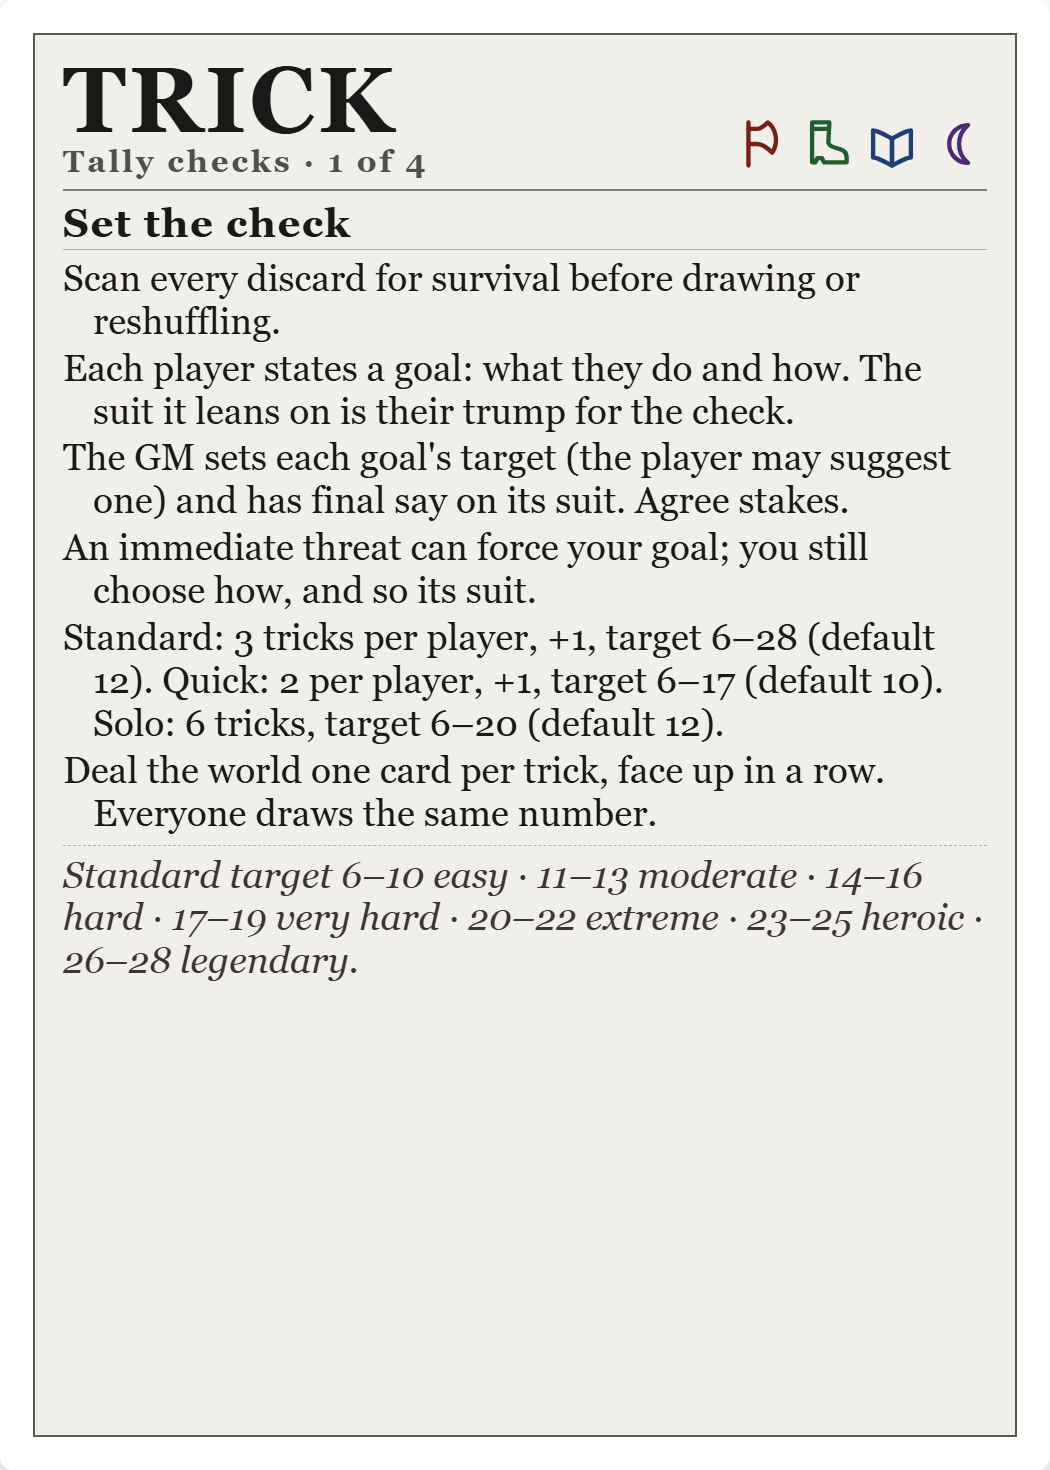 TRICK
Tally checks · 1 of 4
Set the check
Scan every discard for survival before drawing or
reshuffling.
Each player states a goal: what they do and how. The
suit it leans on is their trump for the check.
The GM sets each goal's target (the player may suggest
one) and has final say on its suit. Agree stakes.
An immediate threat can force your goal; you still
choose how, and so its suit.
Standard: 3 tricks per player, +1, target 6–28 (default
12). Quick: 2 per player, +1, target 6–17 (default 10).
Solo: 6 tricks, target 6–20 (default 12).
Deal the world one card per trick, face up in a row.
Everyone draws the same number.
Standard target 6–10 easy · 11–13 moderate · 14–16
hard · 17–19 very hard · 20–22 extreme · 23–25 heroic ·
26–28 legendary.